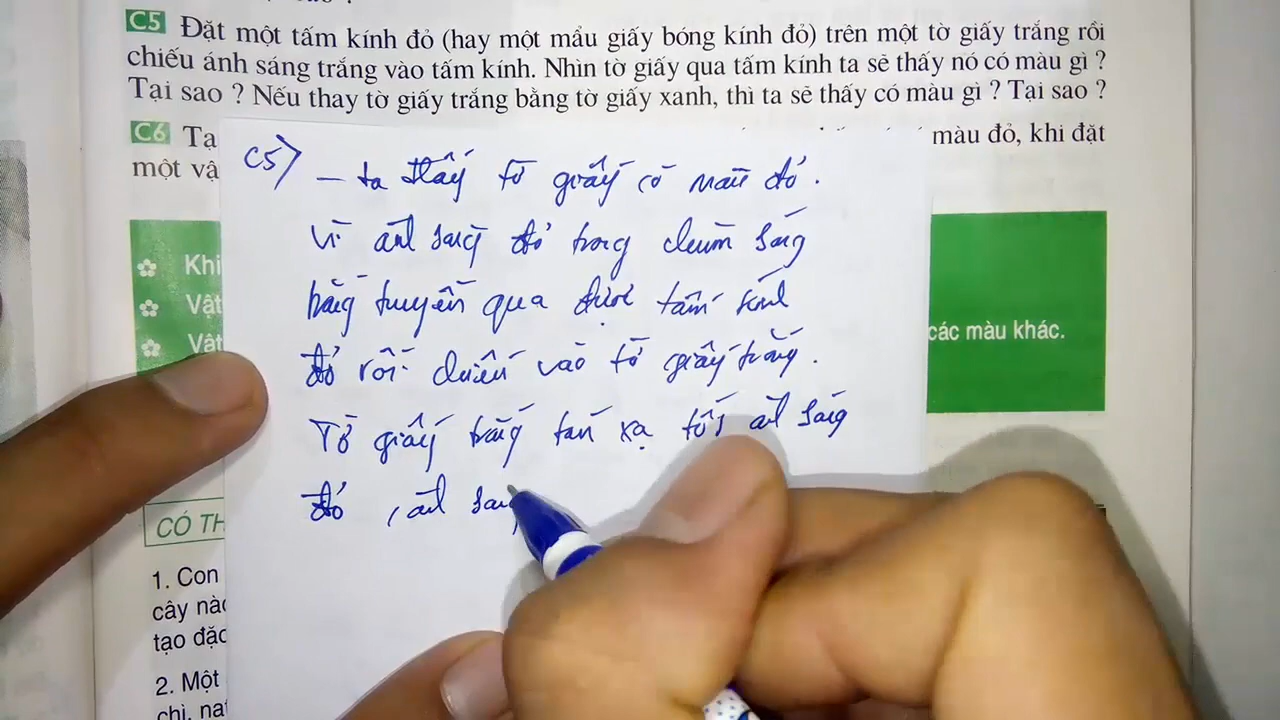 C5 Đặt một tấm kính đỏ (hay một mẩu giấy bóng kính đỏ) trên một tờ giấy trắng rồi
chiếu ánh sáng trắng vào tấm kính. Nhìn tờ giấy qua tấm kính ta sẽ thấy nó có màu gì ?
Tại sao ? Nếu thay tờ giấy trắng bằng tờ giấy xanh, thì ta sẽ thấy có màu gì ? Tại sao ?
C6 Tạ màu đỏ, khi đặt
một vậ
C5) – ta thấy tờ giấy có màu đỏ.
Vì ánh sáng đỏ trong chùm sáng
trắng truyền qua được tấm kính
đỏ rồi chiếu vào tờ giấy trắng.
Tờ giấy trắng tán xạ tốt ánh sáng
đỏ , ánh sáng
Khi
Vật
Vật các màu khác.
CÓ TH
1. Con
cây nào
tạo đặc
2. Một
chì, na